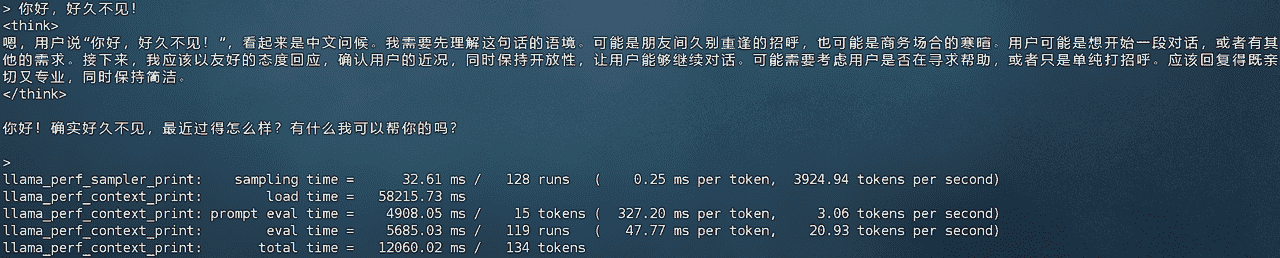 > 你好，好久不见！
<think>
嗯，用户说“你好，好久不见！”，看起来是中文问候。我需要先理解这句话的语境。可能是朋友间久别重逢的招呼，也可能是商务场合的寒暄。用户可能是想开始一段对话，或者有其
他的需求。接下来，我应该以友好的态度回应，确认用户的近况，同时保持开放性，让用户能够继续对话。可能需要考虑用户是否在寻求帮助，或者只是单纯打招呼。应该回复得既亲
切又专业，同时保持简洁。
</think>
你好！确实好久不见，最近过得怎么样？有什么我可以帮你的吗？
>
llama_perf_sampler_print:    sampling time =      32.61 ms /   128 runs   (    0.25 ms per token,  3924.94 tokens per second)
llama_perf_context_print:        load time =   58215.73 ms
llama_perf_context_print: prompt eval time =    4908.05 ms /    15 tokens (  327.20 ms per token,     3.06 tokens per second)
llama_perf_context_print:        eval time =    5685.03 ms /   119 runs   (   47.77 ms per token,    20.93 tokens per second)
llama_perf_context_print:       total time =   12060.02 ms /   134 tokens